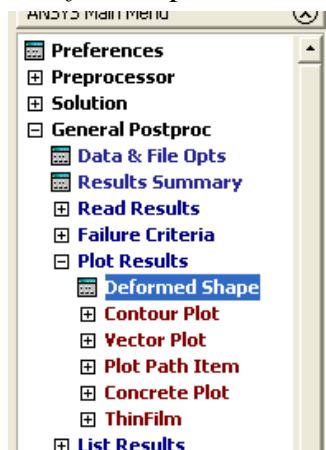 ANSYS Main Menu
Preferences
Preprocessor
Solution
General Postproc
Data & File Opts
Results Summary
Read Results
Failure Criteria
Plot Results
Deformed Shape
Contour Plot
Vector Plot
Plot Path Item
Concrete Plot
ThinFilm
List Results